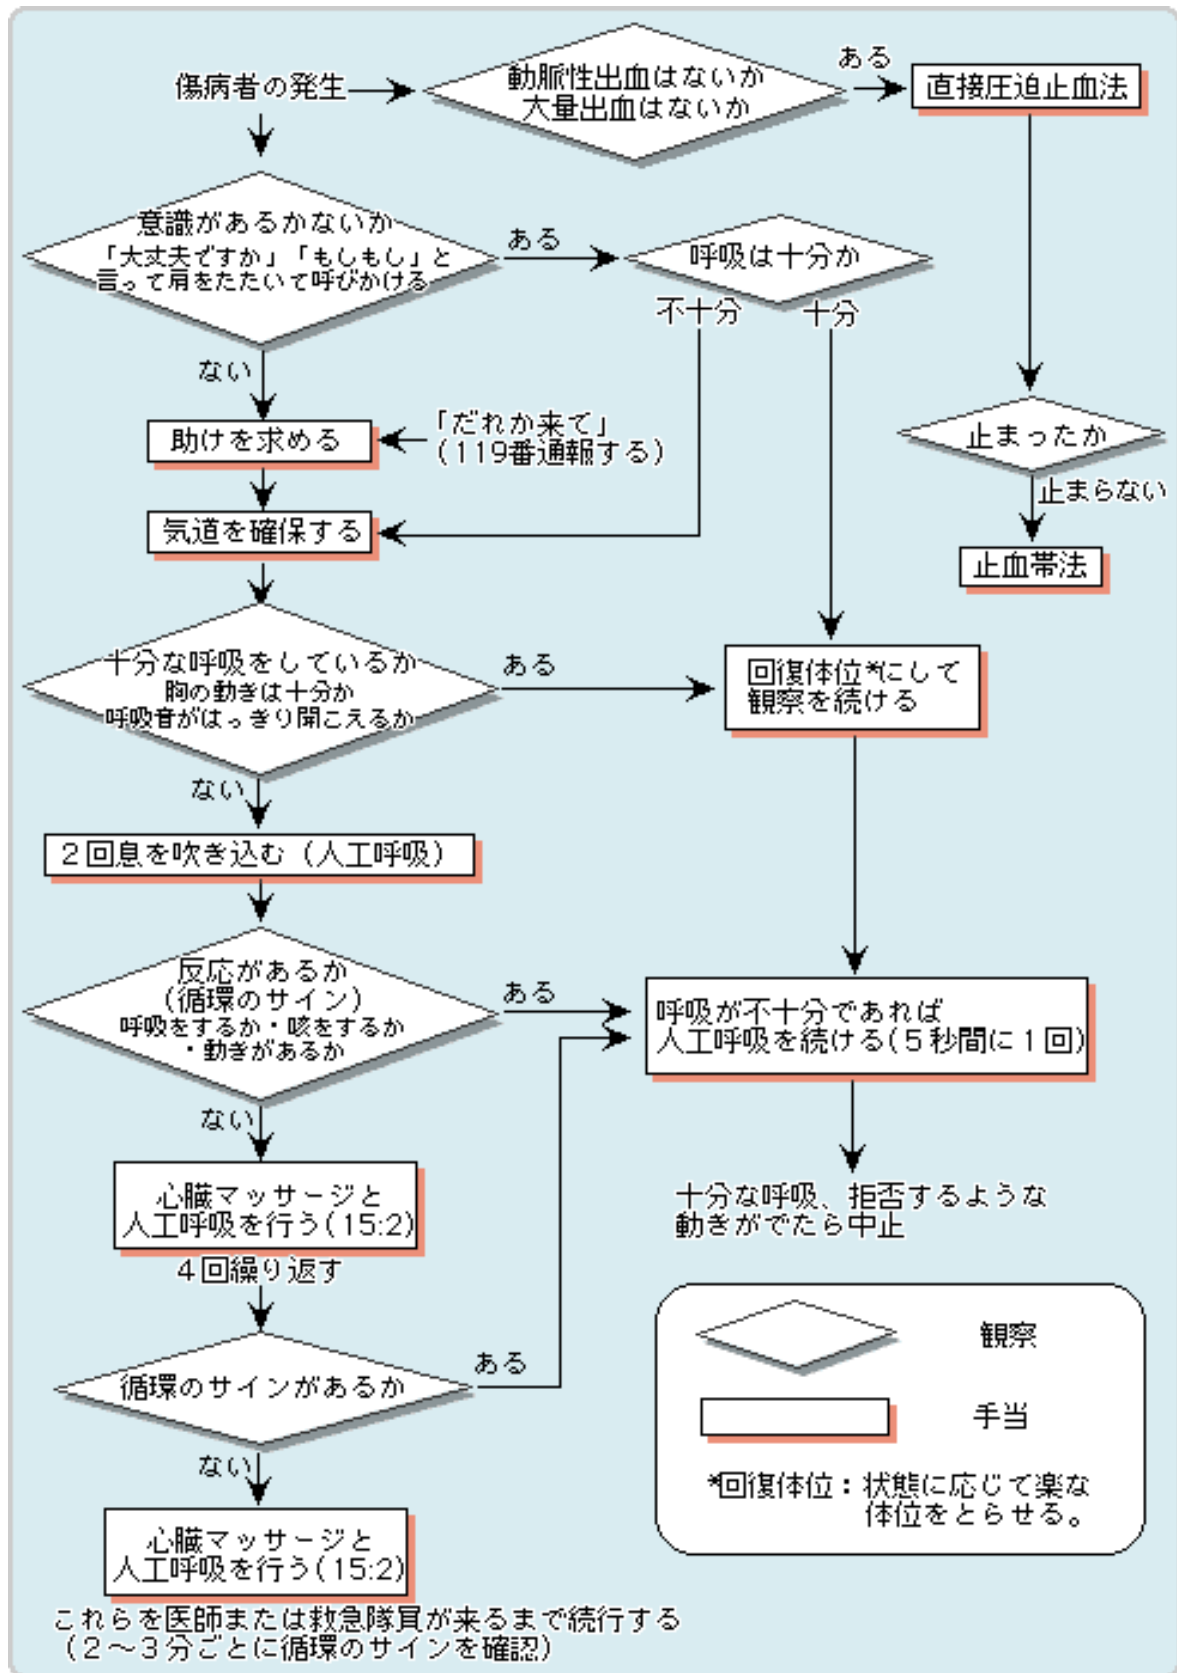 傷病者の発生
動脈性出血はないか
大量出血はないか
ある
直接圧迫止血法
意識があるかないか
「大丈夫ですか」「もしもし」と
言って肩をたたいて呼びかける
ある
呼吸は十分か
不十分
十分
ない
助けを求める
「だれか来て」
(119番通報する)
止まったか
止まらない
気道を確保する
止血帯法
十分な呼吸をしているか
胸の動きは十分か
呼吸音がはっきり開こえるか
ある
回復体位*にして
観察を続ける
ない
2回息を吹き込む(人工呼吸)
反応があるか
(循環のサイン)
呼吸をするか・咳をするか
・動きがあるか
ある
呼吸が不十分であれば
人工呼吸を続ける(5秒間に1回)
ない
心臓マッサージと
人工呼吸を行う(15:2)
4回繰り返す
十分な呼吸、拒否するような
動きがでたら中止
循環のサインがあるか
ある
ない
心臓マッサージと
人工呼吸を行う(15:2)
これらを医師または救急隊員が来るまで続行する
(2～3分ごとに循環のサインを確認)
観察
手当
*回復体位：状態に応じて楽な
体位をとらせる。